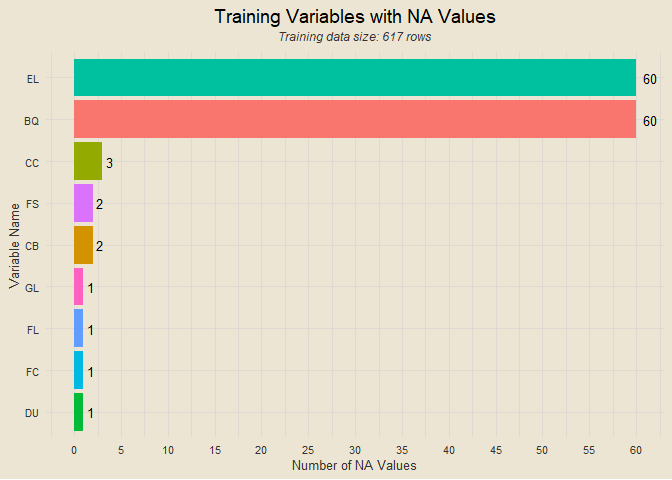 Training Variables with NA Values
Training data size: 617 rows
Variable Name
EL 60
BQ 60
CC 3
FS 2
CB 2
GL 1
FL 1
FC 1
DU 1
0 5 10 15 20 25 30 35 40 45 50 55 60
Number of NA Values